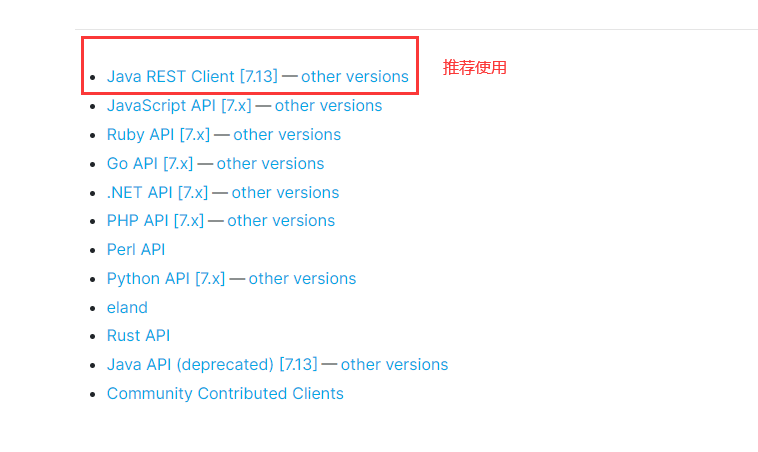 Java REST Client [7.13] — other versions 推荐使用
JavaScript API [7.x] — other versions
Ruby API [7.x] — other versions
Go API [7.x] — other versions
.NET API [7.x] — other versions
PHP API [7.x] — other versions
Perl API
Python API [7.x] — other versions
eland
Rust API
Java API (deprecated) [7.13] — other versions
Community Contributed Clients